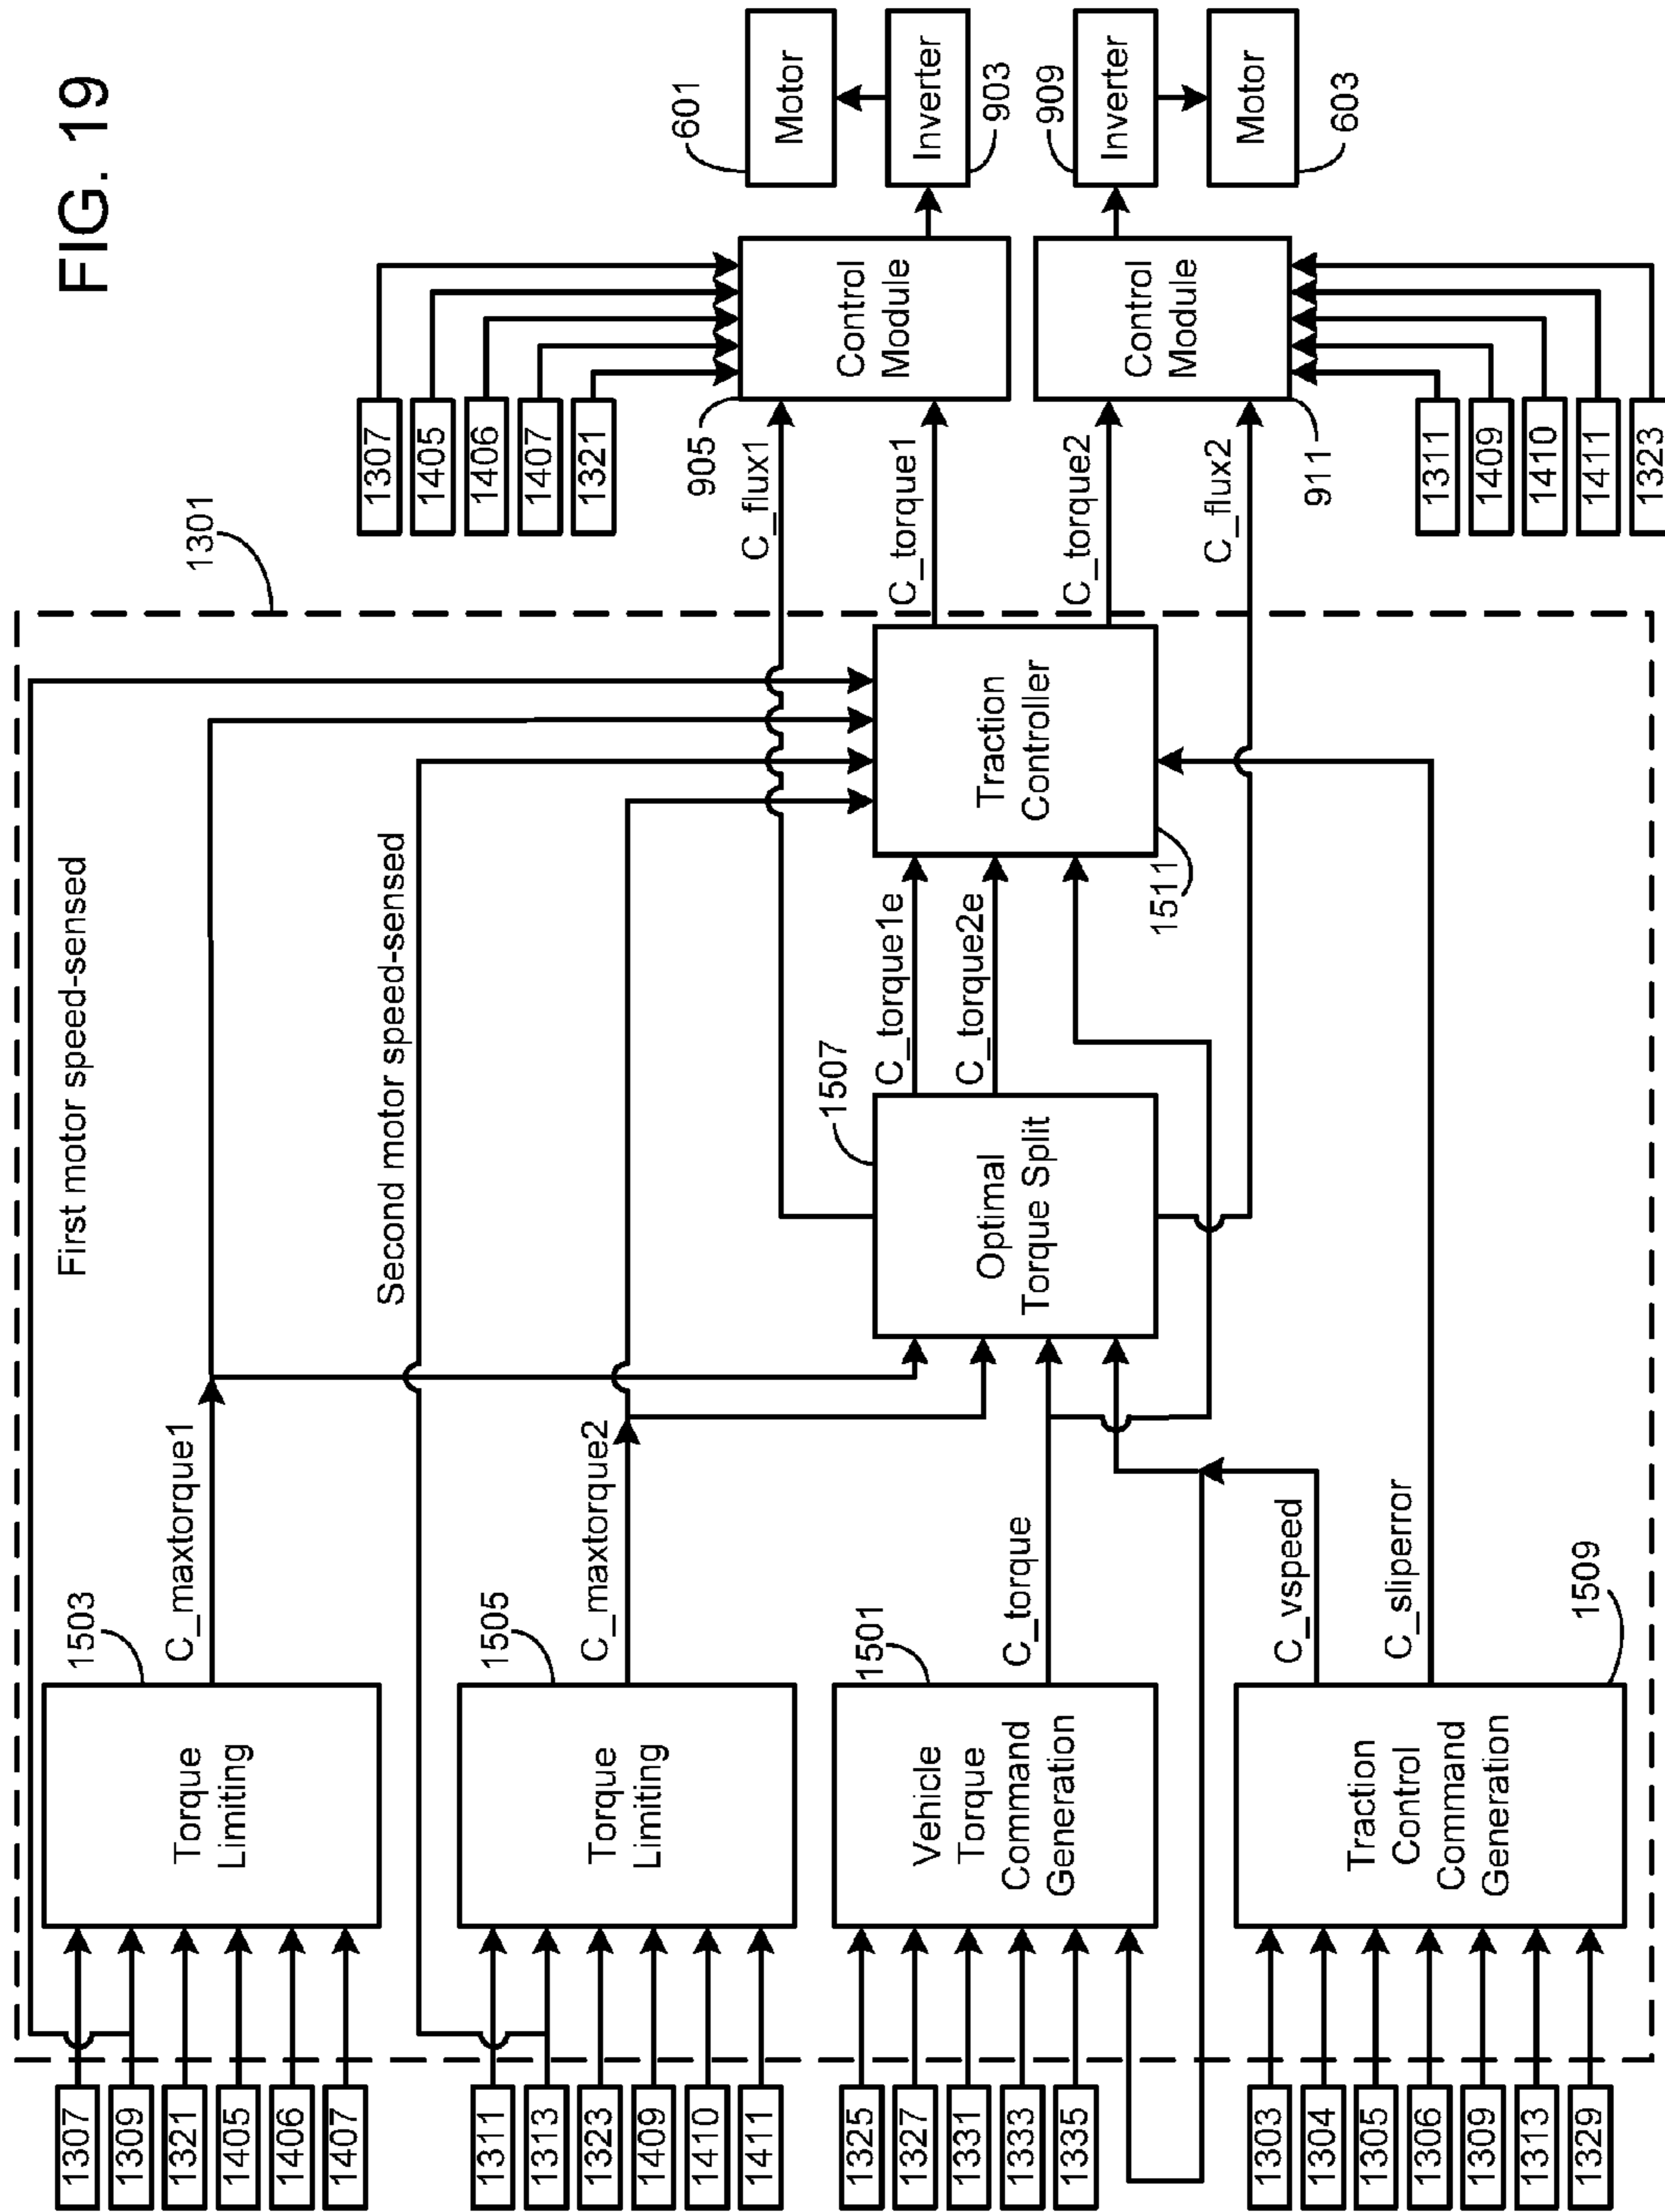 FIG. 19
1301
First motor speed-sensed
1307
1309
1321
1405
1406
1407
Torque
Limiting
1503
C_maxtorque1
Second motor speed-sensed
1311
1313
1323
1409
1410
1411
Torque
Limiting
1505
C_maxtorque2
1325
1327
1331
1333
1335
Vehicle
Torque
Command
Generation
1501
C_torque
1303
1304
1305
1306
1309
1313
1329
Traction
Control
Command
Generation
1509
C_vspeed
C_sliperror
Optimal
Torque Split
1507
C_torque1e
C_torque2e
Traction
Controller
1511
C_flux1
C_torque1
C_torque2
C_flux2
1307
1405
1406
1407
1321
905
Control
Module
Control
Module
911
1311
1409
1410
1411
1323
601
Motor
Inverter
903
909
Inverter
Motor
603